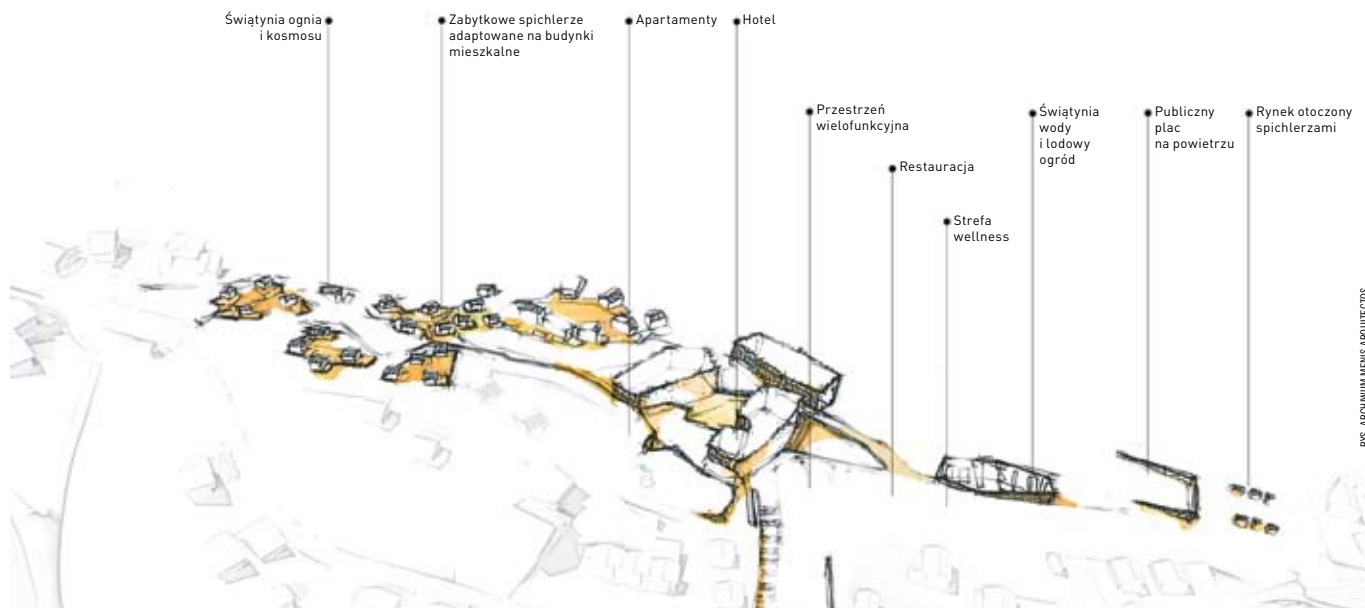 Świątynia ognia
i kosmosu
Zabytkowe spichlerze
adaptowane na budynki
mieszkalne
Apartamenty
Hotel
Przestrzeń
wielofunkcyjna
Restauracja
Strefa
wellness
Świątynia
wody
i lodowy
ogród
Publiczny
plac
na powietrzu
Rynek otoczony
spichlerzami
RYS. ARCHIWUM MENIS ARQUITECTOS